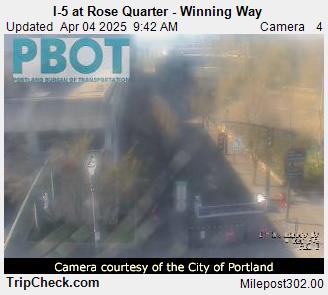 I-5 at Rose Quarter - Winning Way
Updated Apr 04 2025 9:42 AM Camera 4
PBOT
PORTLAND BUREAU OF TRANSPORTATION
Camera courtesy of the City of Portland
TripCheck.com Milepost302.00